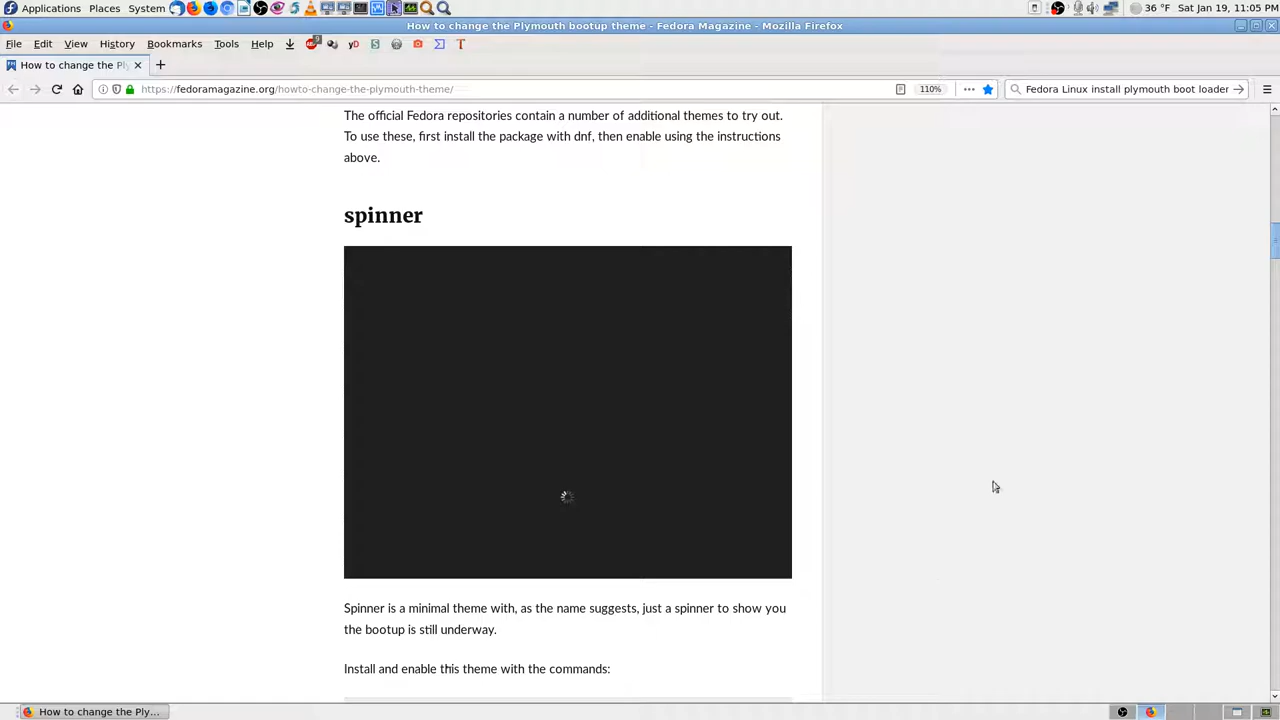 Applications Places System 36 °F Sat Jan 19, 11:05 PM
How to change the Plymouth bootup theme - Fedora Magazine - Mozilla Firefox
File Edit View History Bookmarks Tools Help
How to change the Ply
https://fedoramagazine.org/howto-change-the-plymouth-theme/ 110% Fedora Linux install plymouth boot loader
The official Fedora repositories contain a number of additional themes to try out.
To use these, first install the package with dnf, then enable using the instructions
above.
spinner
Spinner is a minimal theme with, as the name suggests, just a spinner to show you
the bootup is still underway.
Install and enable this theme with the commands:
How to change the Ply...